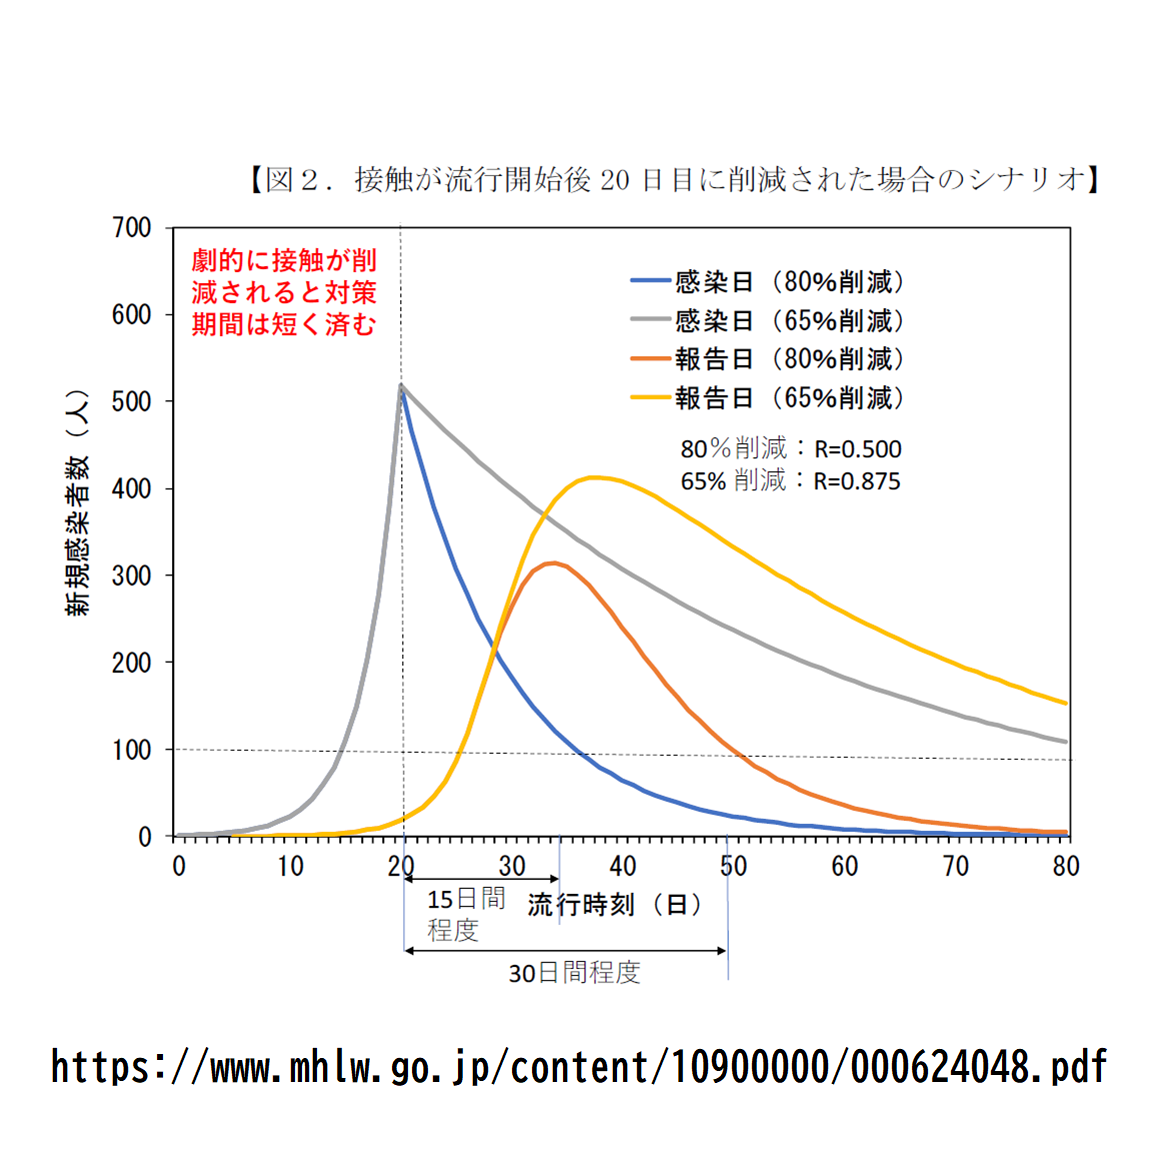 【図２．接触が流行開始後 20 日目に削減された場合のシナリオ】
700
600
500
400
300
200
100
0
新規感染者数（人）
劇的に接触が削
減されると対策
期間は短く済む
感染日（80%削減）
感染日（65%削減）
報告日（80%削減）
報告日（65%削減）
80％削減：R=0.500
65% 削減：R=0.875
0 10 20 30 40 50 60 70 80
15日間
程度
流行時刻（日）
30日間程度
https://www.mhlw.go.jp/content/10900000/000624048.pdf